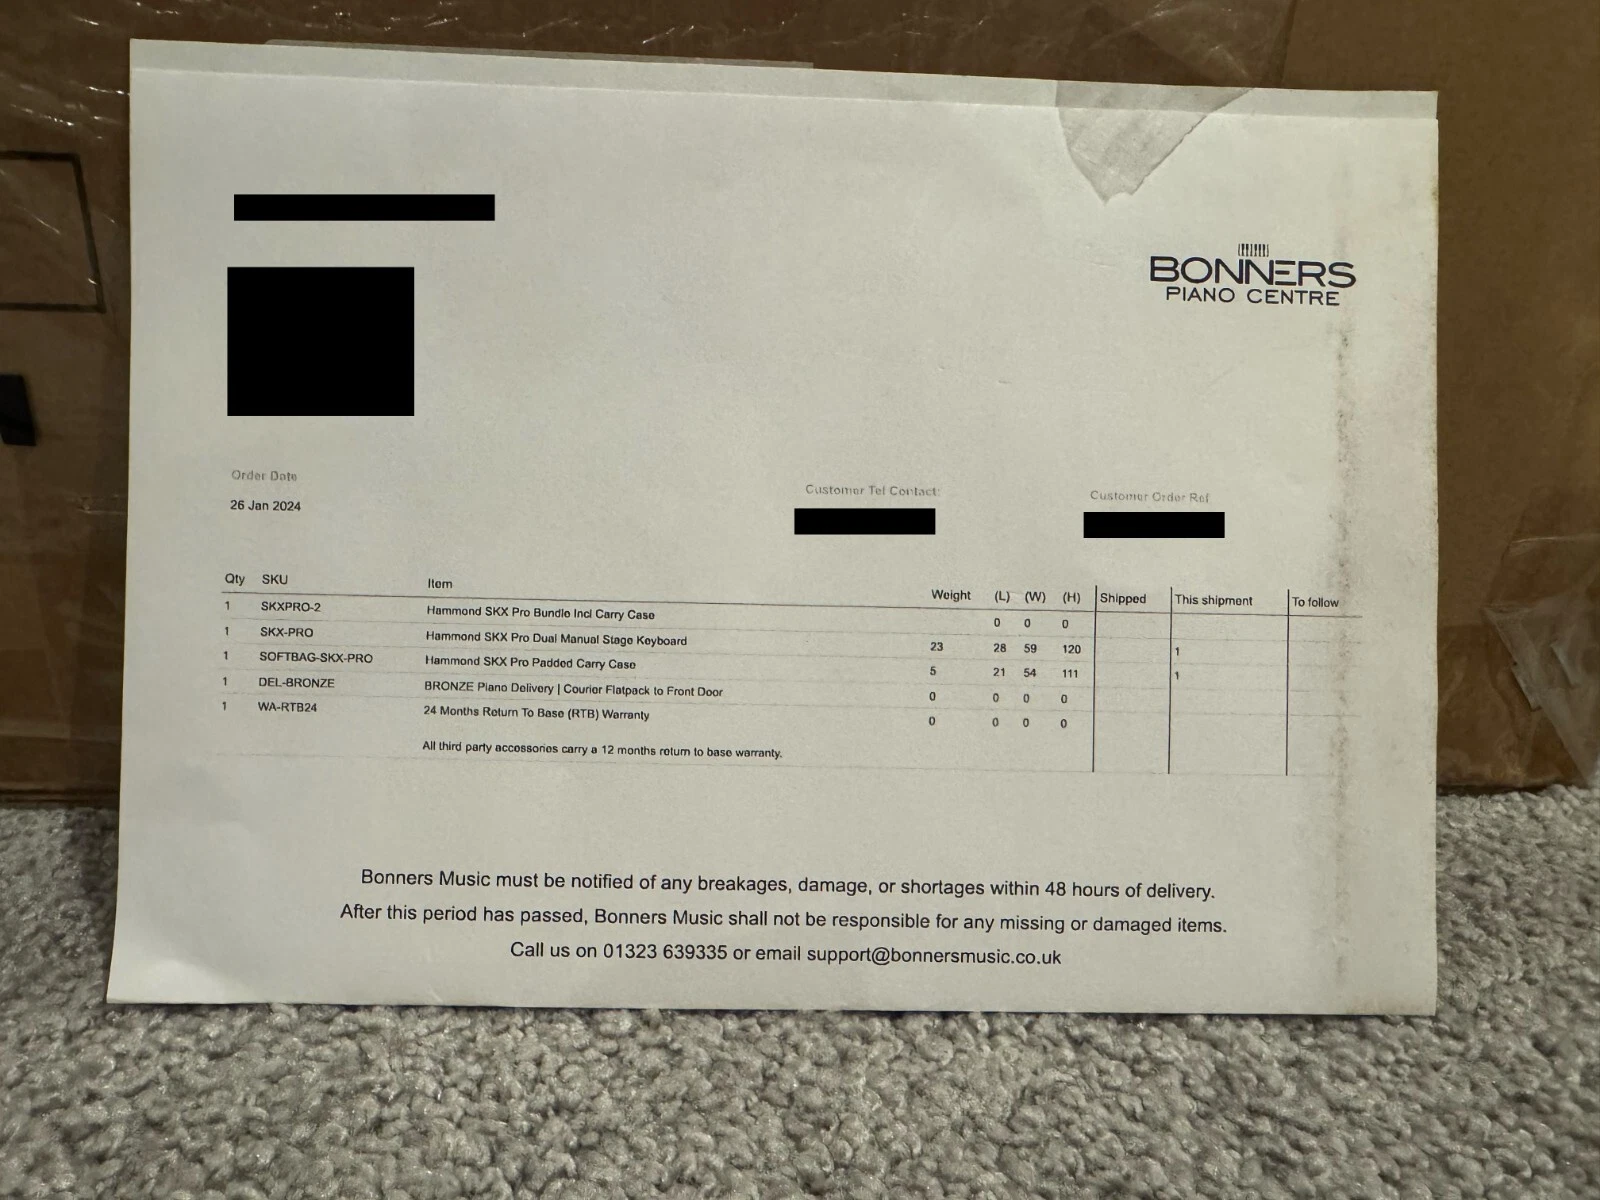 BONNERS
PIANO CENTRE
Order Date
26 Jan 2024
Customer Tel Contact:
Customer Order Ref
Qty SKU Item Weight (L) (W) (H) Shipped This shipment To follow
1 SKXPRO-2 Hammond SKX Pro Bundle Incl Carry Case 0 0 0
1 SKX-PRO Hammond SKX Pro Dual Manual Stage Keyboard 23 28 59 120 1
1 SOFTBAG-SKX-PRO Hammond SKX Pro Padded Carry Case 5 21 54 111 1
1 DEL-BRONZE BRONZE Piano Delivery | Courier Flatpack to Front Door 0 0 0 0
1 WA-RTB24 24 Months Return To Base (RTB) Warranty 0 0 0 0
All third party accessories carry a 12 months return to base warranty.
Bonners Music must be notified of any breakages, damage, or shortages within 48 hours of delivery.
After this period has passed, Bonners Music shall not be responsible for any missing or damaged items.
Call us on 01323 639335 or email support@bonnersmusic.co.uk